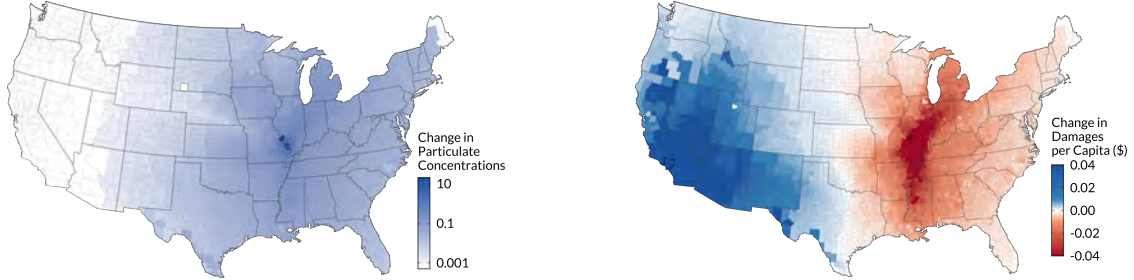 Change in
Particulate
Concentrations
10
0.1
0.001
Change in
Damages
per Capita ($)
0.04
0.02
0.00
-0.02
-0.04